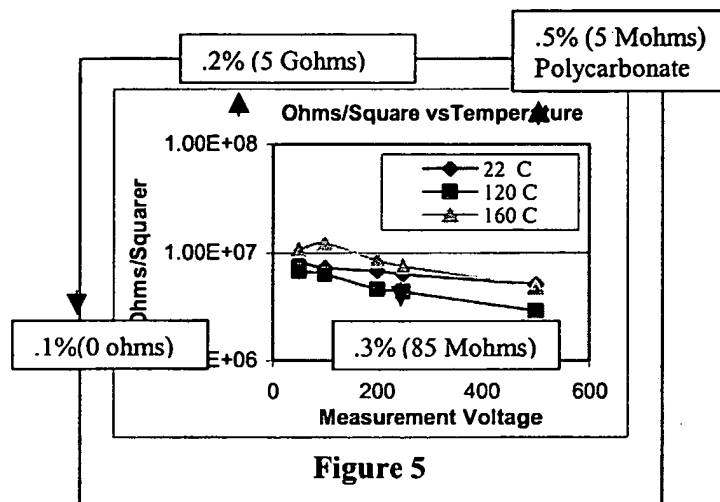 .2% (5 Gohms)
.5% (5 Mohms)
Polycarbonate
Ohms/Square vsTemperature
1.00E+08
22 C
120 C
160 C
1.00E+07
Ohms/Squarer
.1%(0 ohms)
E+06
.3% (85 Mohms)
0 200 400 600
Measurement Voltage
Figure 5